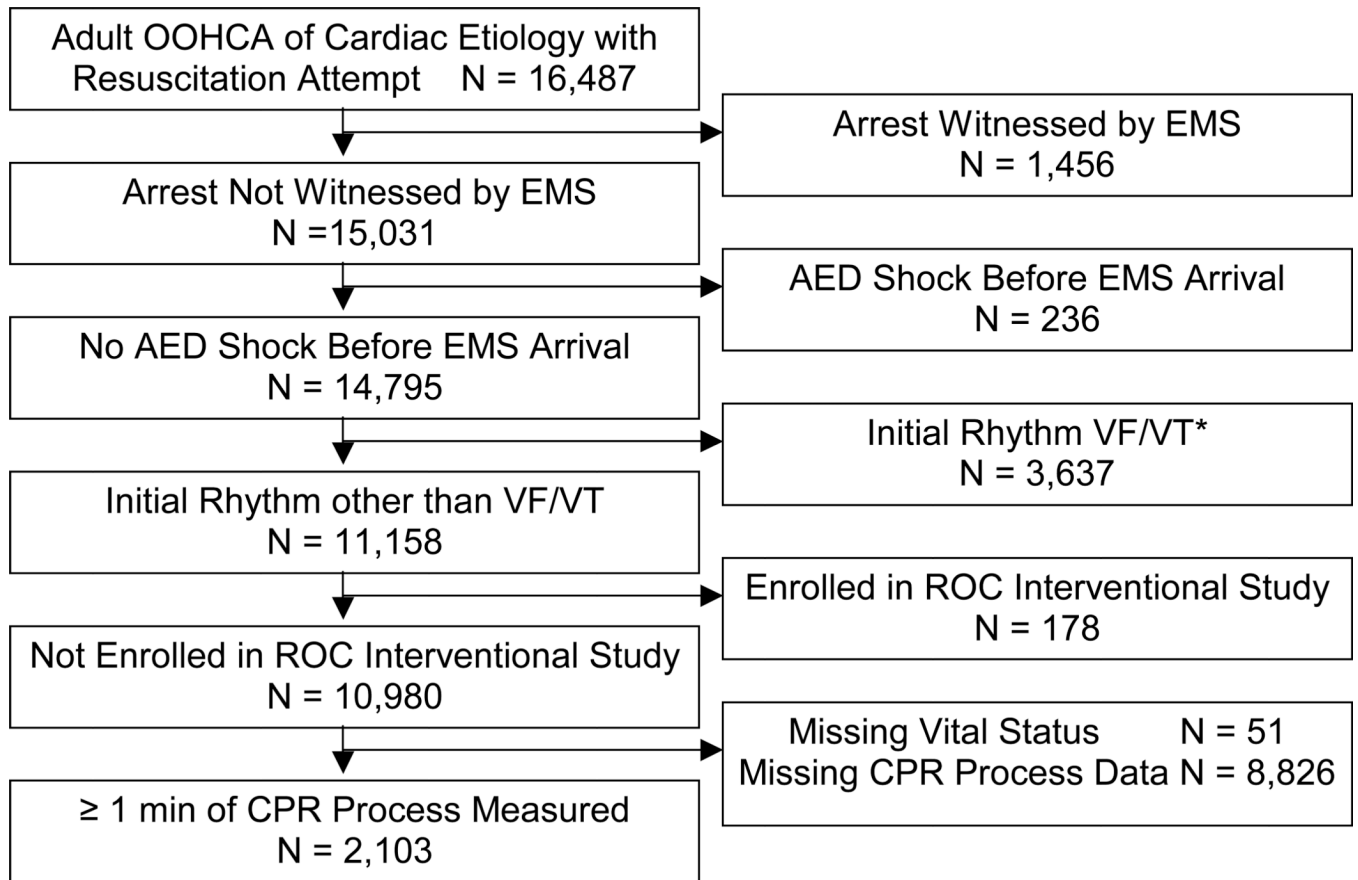 Adult OOHCA of Cardiac Etiology with
Resuscitation Attempt N = 16,487
Arrest Witnessed by EMS
N = 1,456
Arrest Not Witnessed by EMS
N =15,031
AED Shock Before EMS Arrival
N = 236
No AED Shock Before EMS Arrival
N = 14,795
Initial Rhythm VF/VT*
N = 3,637
Initial Rhythm other than VF/VT
N = 11,158
Enrolled in ROC Interventional Study
N = 178
Not Enrolled in ROC Interventional Study
N = 10,980
Missing Vital Status N = 51
Missing CPR Process Data N = 8,826
≥ 1 min of CPR Process Measured
N = 2,103